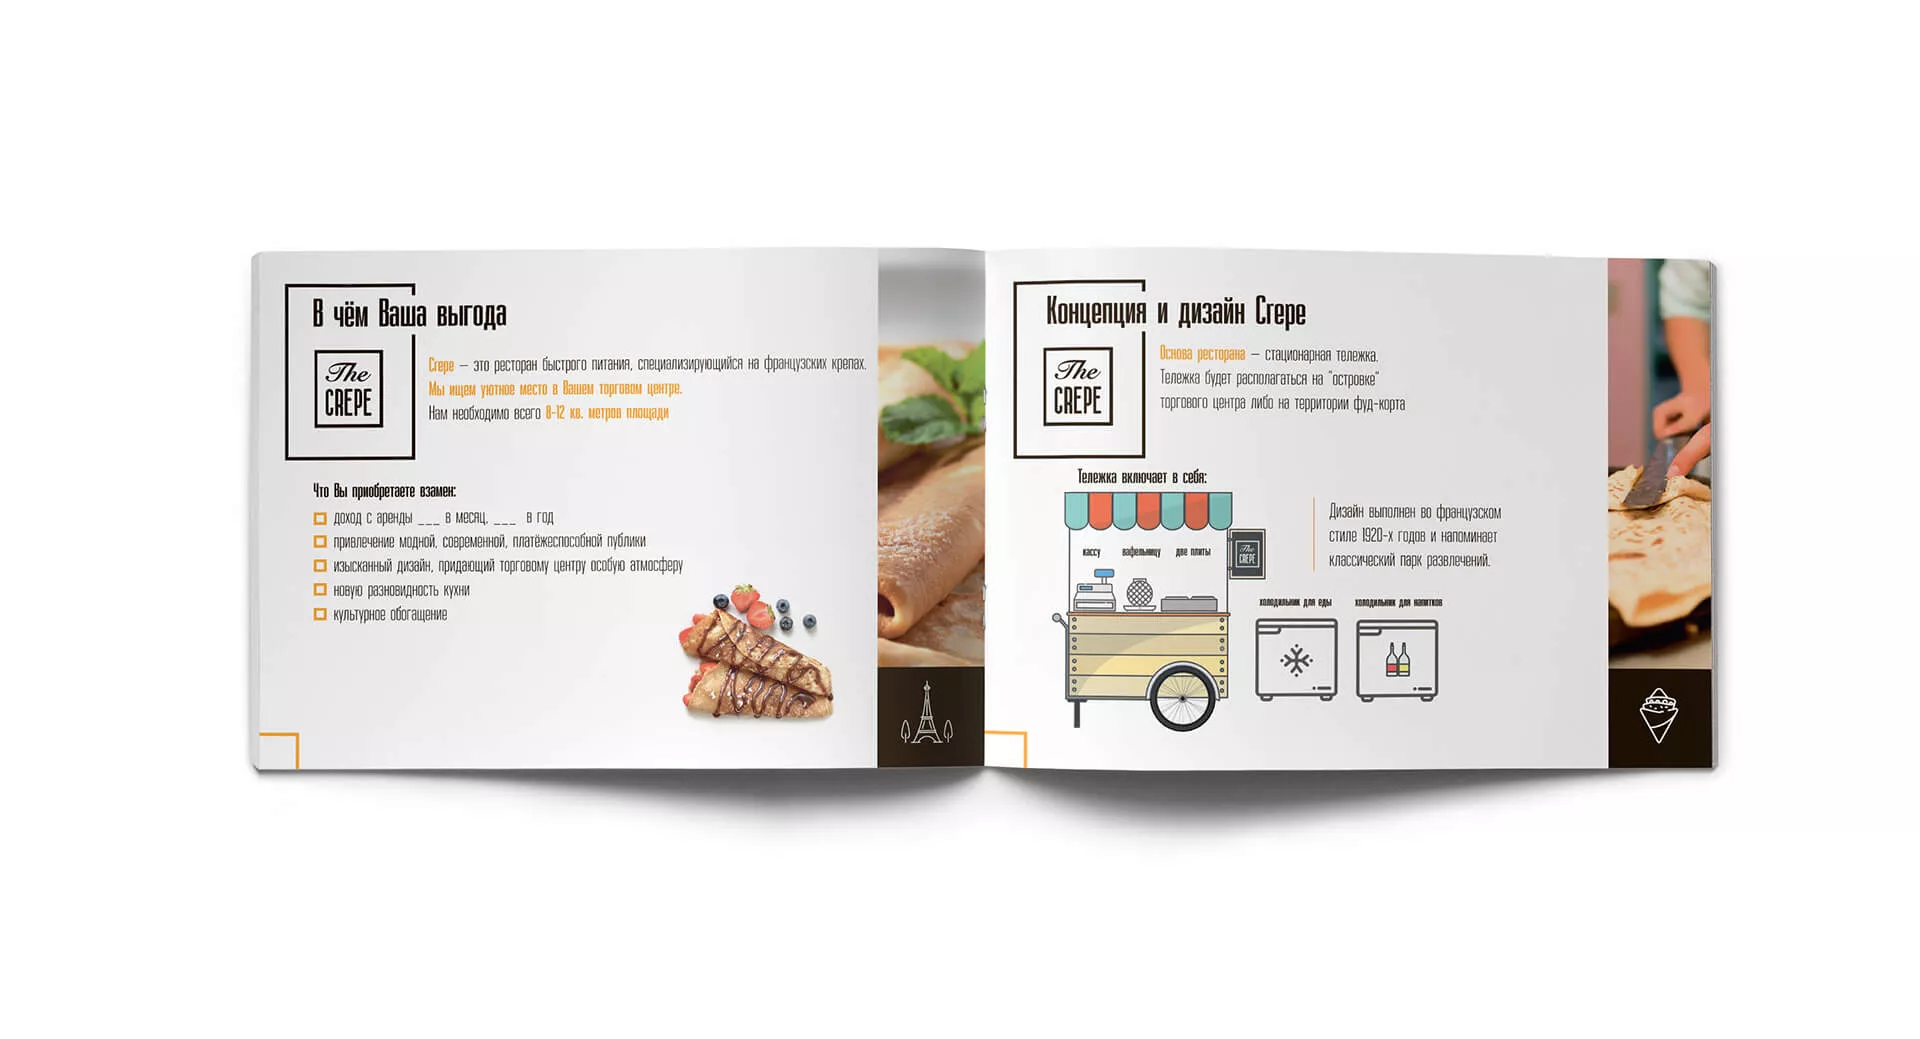 В чём Ваша выгода
The
CREPE
Crepe – это ресторан быстрого питания, специализирующийся на французских крепах.
Мы ищем уютное место в Вашем торговом центре.
Нам необходимо всего 8-12 кв. метров площади
Что Вы приобретаете взамен:
доход с аренды ___ в месяц, ___ в год
привлечение модной, современной, платёжеспособной публики
изысканный дизайн, придающий торговому центру особую атмосферу
новую разновидность кухни
культурное обогащение
Концепция и дизайн Crepe
The
CREPE
Основа ресторана – стационарная тележка.
Тележка будет располагаться на "островке"
торгового центра либо на территории фуд-корта
Тележка включает в себя:
кассу вафельницу две плиты
The
CREPE
Дизайн выполнен во французском
стиле 1920-х годов и напоминает
классический парк развлечений.
холодильник для еды холодильник для напитков